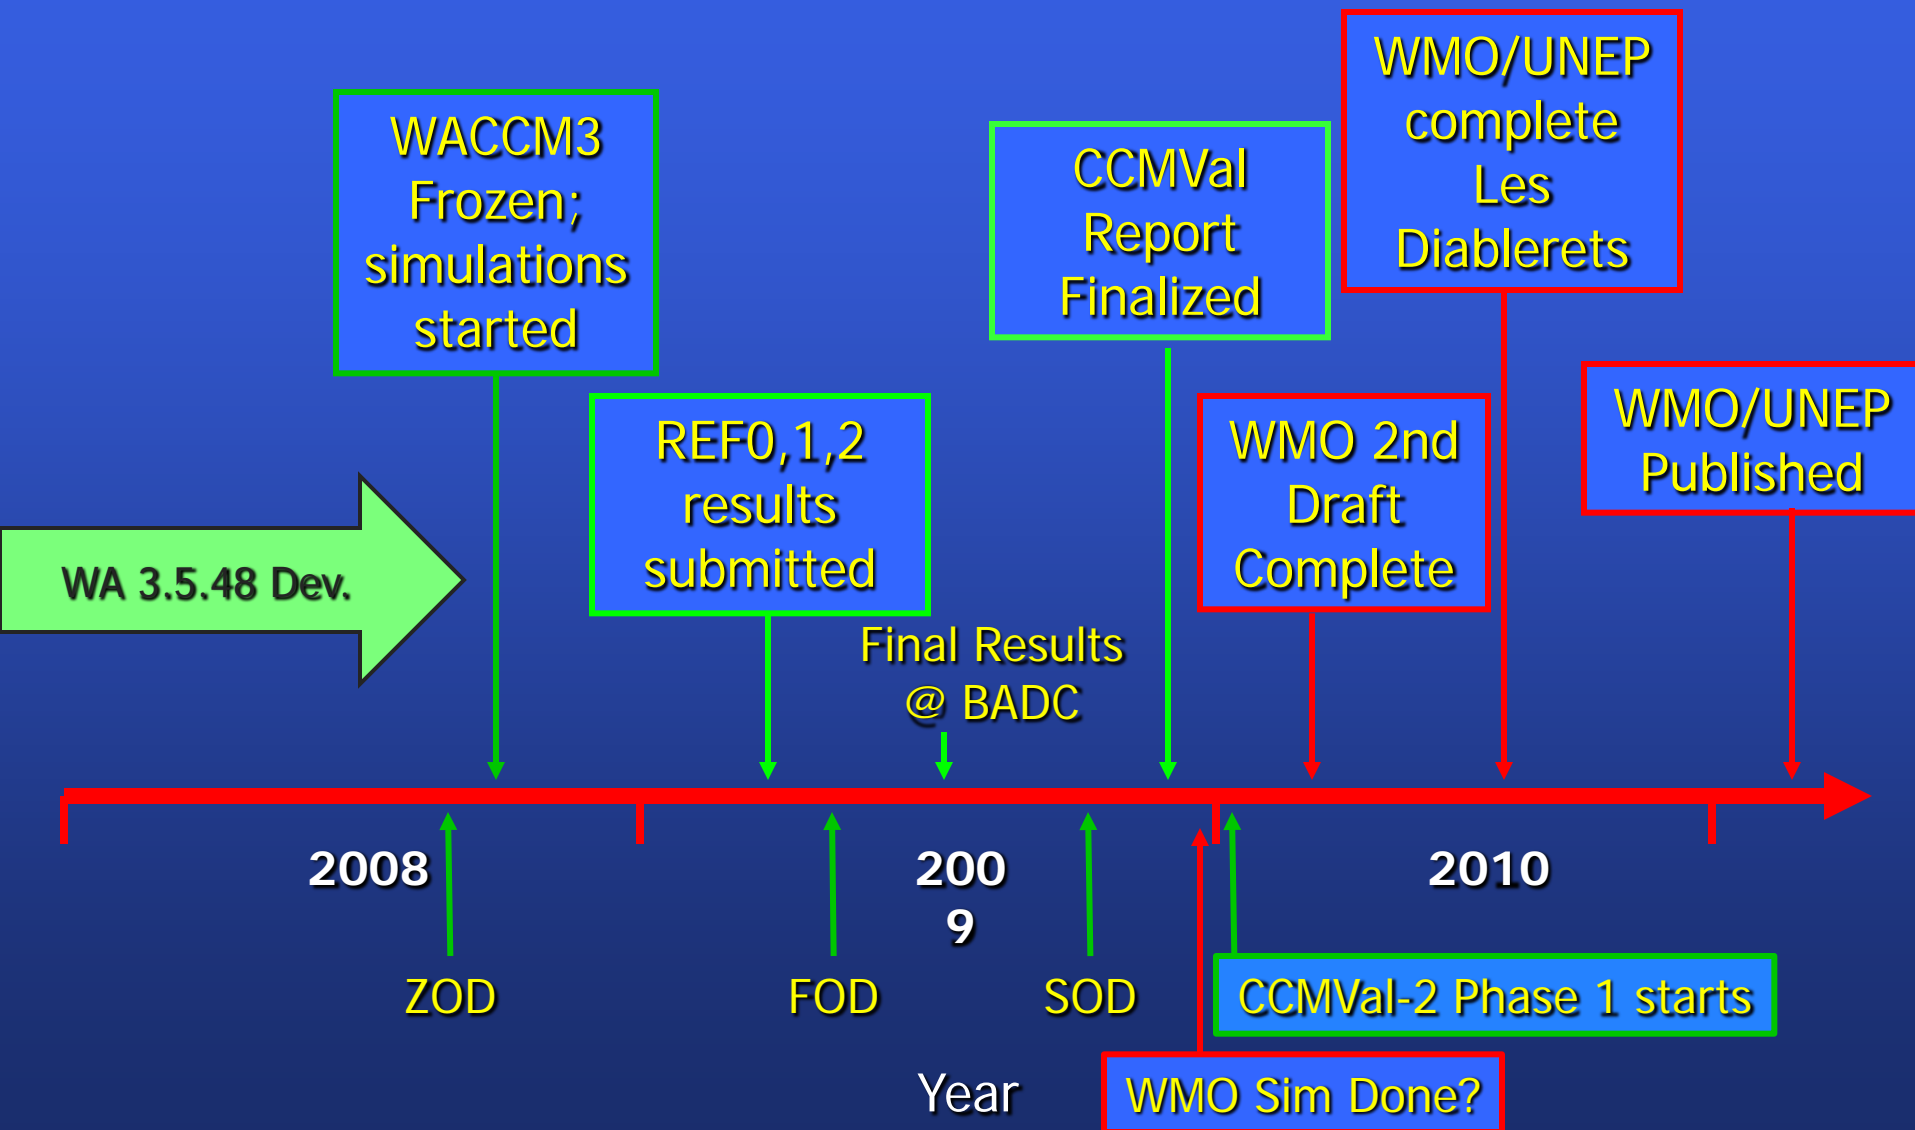 WMO/UNEP
complete
Les
Diablerets
WACCM3
Frozen;
simulations
started
CCMVal
Report
Finalized
WMO/UNEP
Published
REF0,1,2
results
submitted
WMO 2nd
Draft
Complete
WA 3.5.48 Dev.
Final Results
@ BADC
2008
200
9
2010
ZOD
FOD
SOD
CCMVal-2 Phase 1 starts
Year
WMO Sim Done?